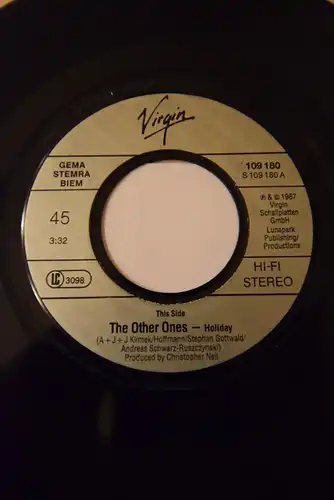 Virgin
GEMA
STEMRA
BIEM
109 180
S 109 180 A
45
3:32
℗ & © 1987
Virgin
Schallplatten
GmbH
Lunapark
Publishing/
Productions
LC 3098
HI-FI
STEREO
This Side
The Other Ones – Holiday
(A + J + J Klimek/Hoffmann/Stephan Gottwald/
Andreas Schwarz-Ruszczynski)
Produced by Christopher Neil